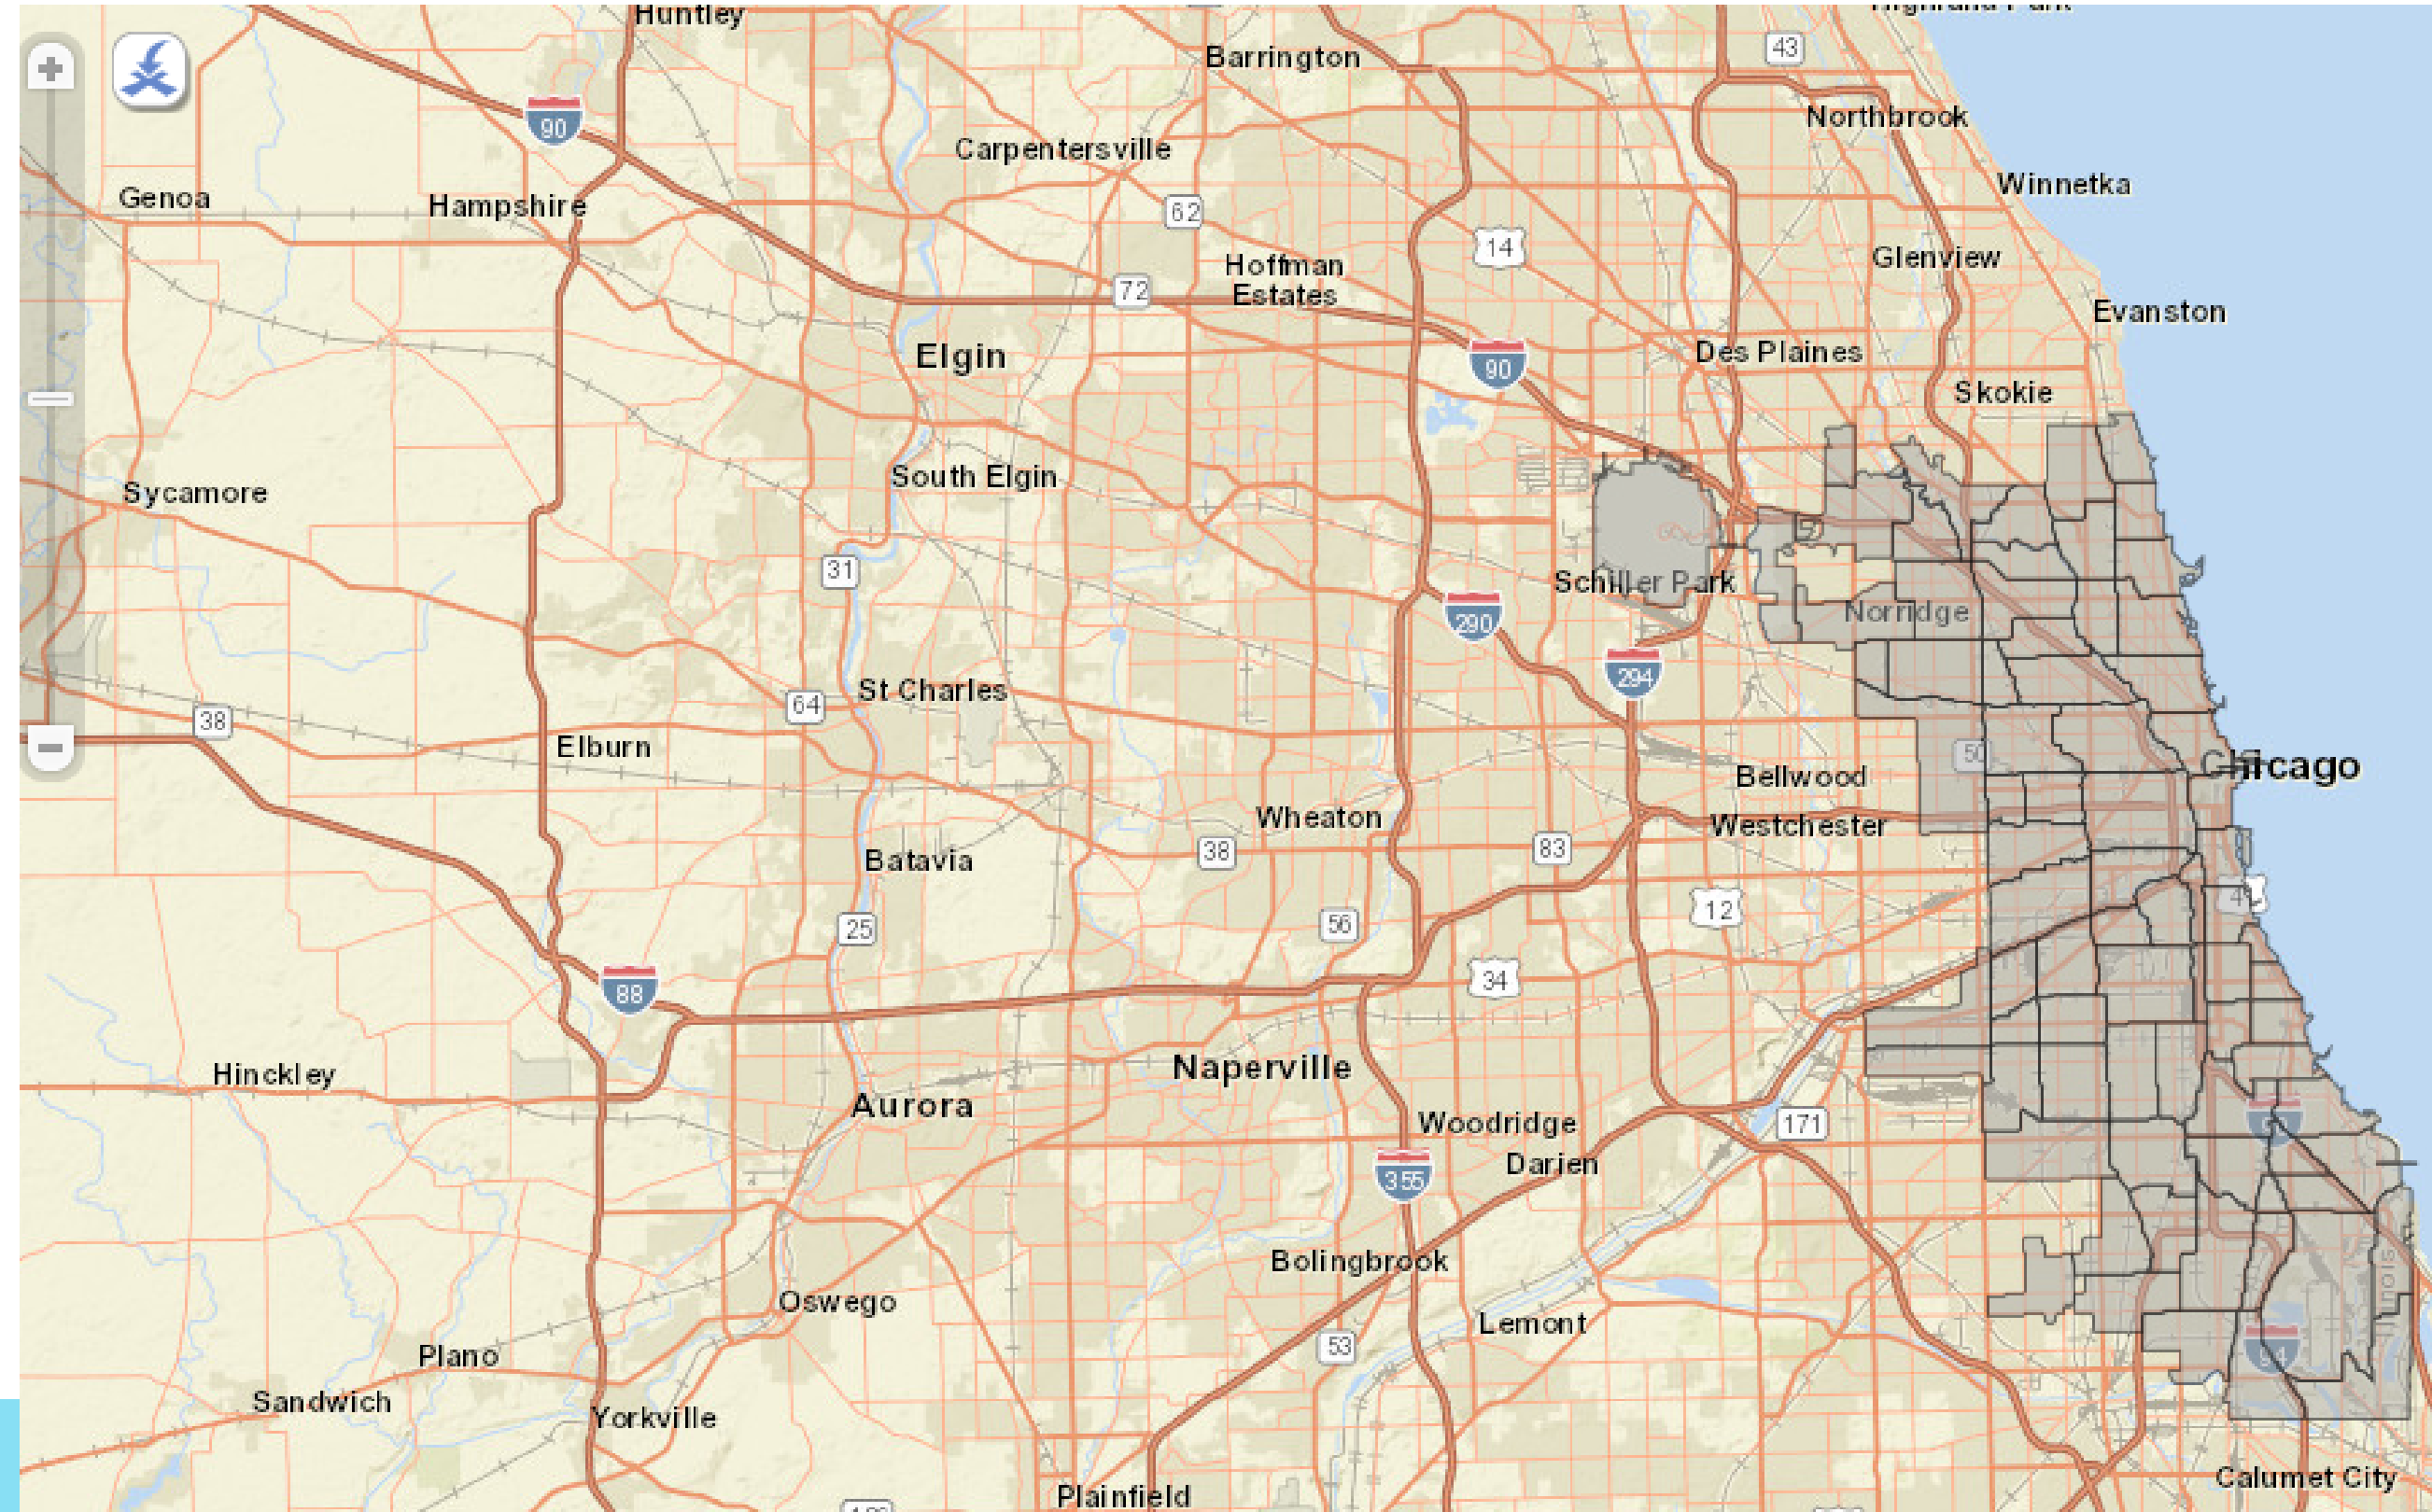 Huntley
Barrington
43
90
Northbrook
Carpentersville
Winnetka
Genoa
Hampshire
62
14
Glenview
Hoffman
Estates
72
Evanston
Elgin
90
Des Plaines
Skokie
South Elgin
Sycamore
31
Schiller Park
290
Norridge
294
St Charles
64
38
Elburn
50
Chicago
Bellwood
Wheaton
Westchester
38
83
Batavia
56
12
25
34
88
Naperville
Hinckley
Aurora
Woodridge
171
Darien
355
Bolingbrook
Oswego
Lemont
53
Plano
Sandwich
Yorkville
Calumet City
Plainfield